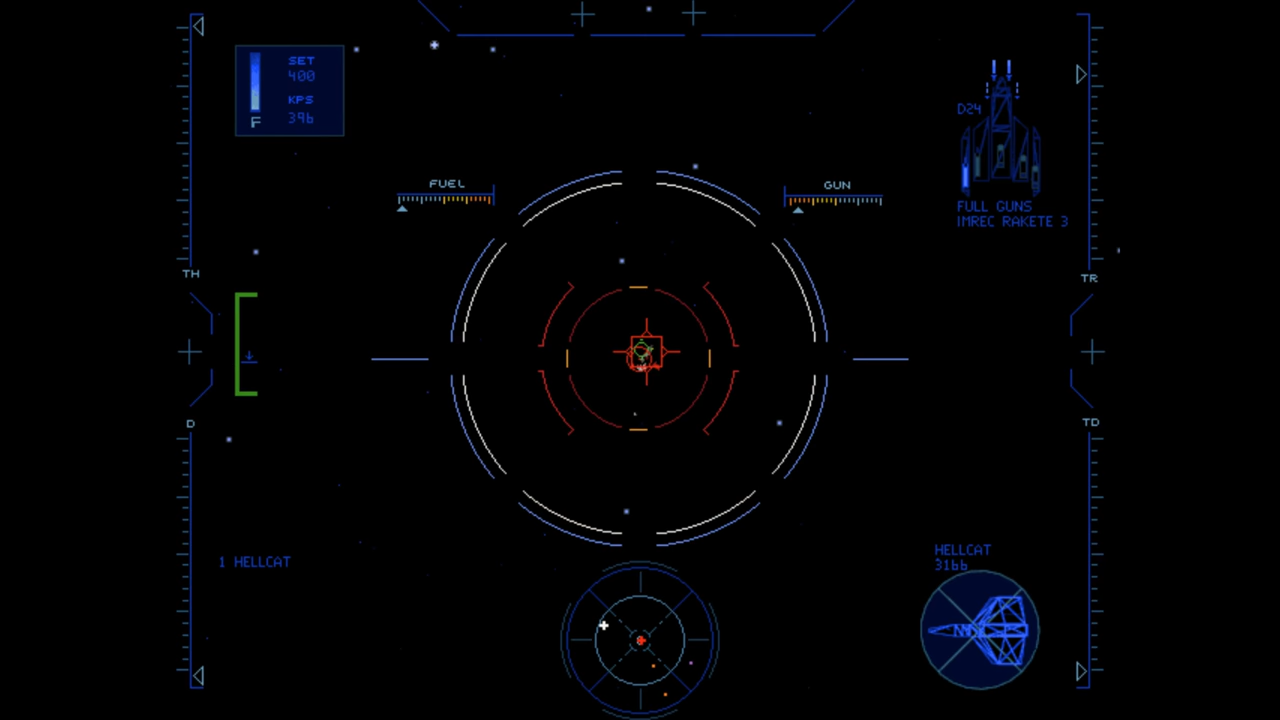 SET
400
KPS
396
F
D24
FUEL
GUN
FULL GUNS
IMREC RAKETE 3
TH
TR
D
TD
1 HELLCAT
HELLCAT
3166